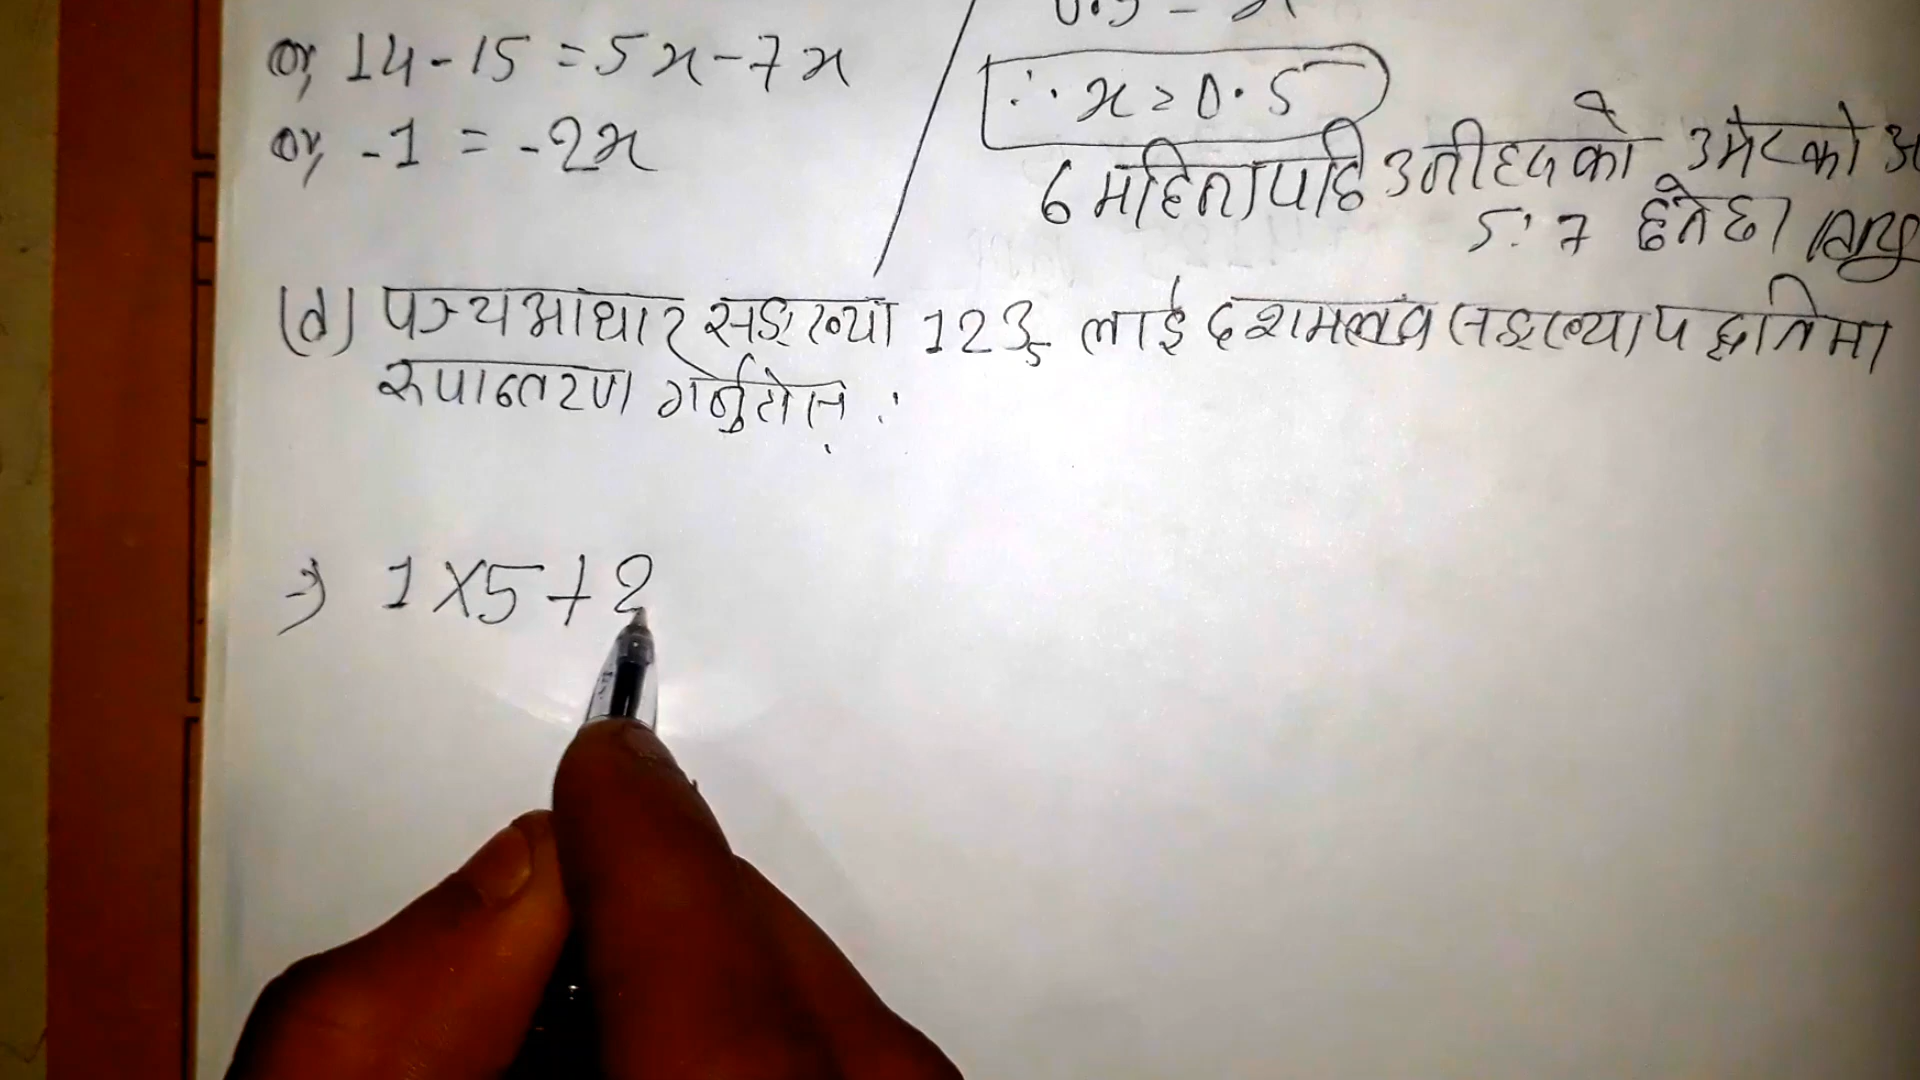 or, 14-15 = 5x-7x
or, -1 = -2x
∴ x = 0.5
6 महिनापछि उनीहरुको उमेरको
5:7 हुनेछ।
(d) पञ्चआधार सङ्ख्या 123₅ लाई दशमलव सङ्ख्या पद्धतिमा
रुपान्तरण गर्नुहोस् :
⇒ 1×5+2